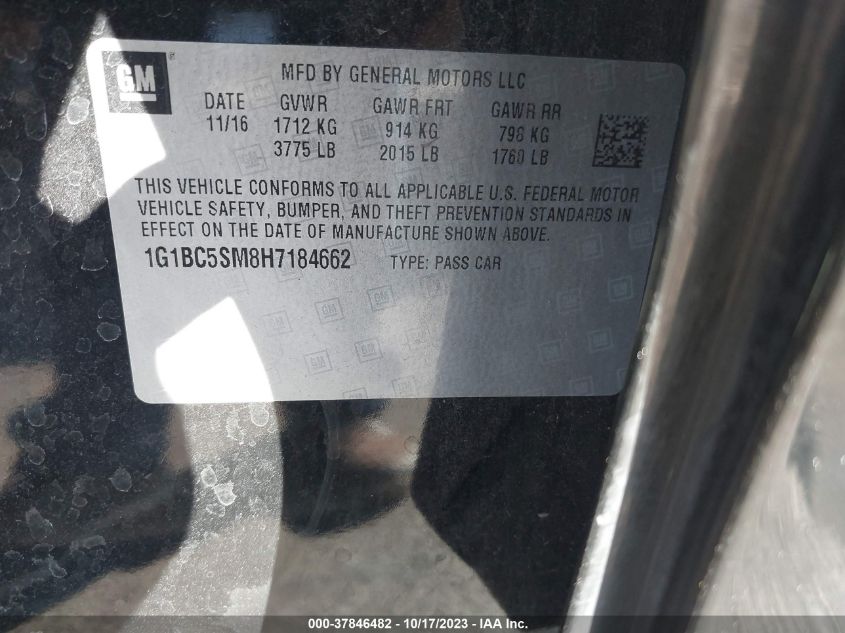 GM
MFD BY GENERAL MOTORS LLC
DATE GVWR GAWR FRT GAWR RR
11/16 1712 KG 914 KG 798 KG
3775 LB 2015 LB 1760 LB
THIS VEHICLE CONFORMS TO ALL APPLICABLE U.S. FEDERAL MOTOR
VEHICLE SAFETY, BUMPER, AND THEFT PREVENTION STANDARDS IN
EFFECT ON THE DATE OF MANUFACTURE SHOWN ABOVE.
1G1BC5SM8H7184662 TYPE: PASS CAR
000-37846482 - 10/17/2023 - IAA Inc.